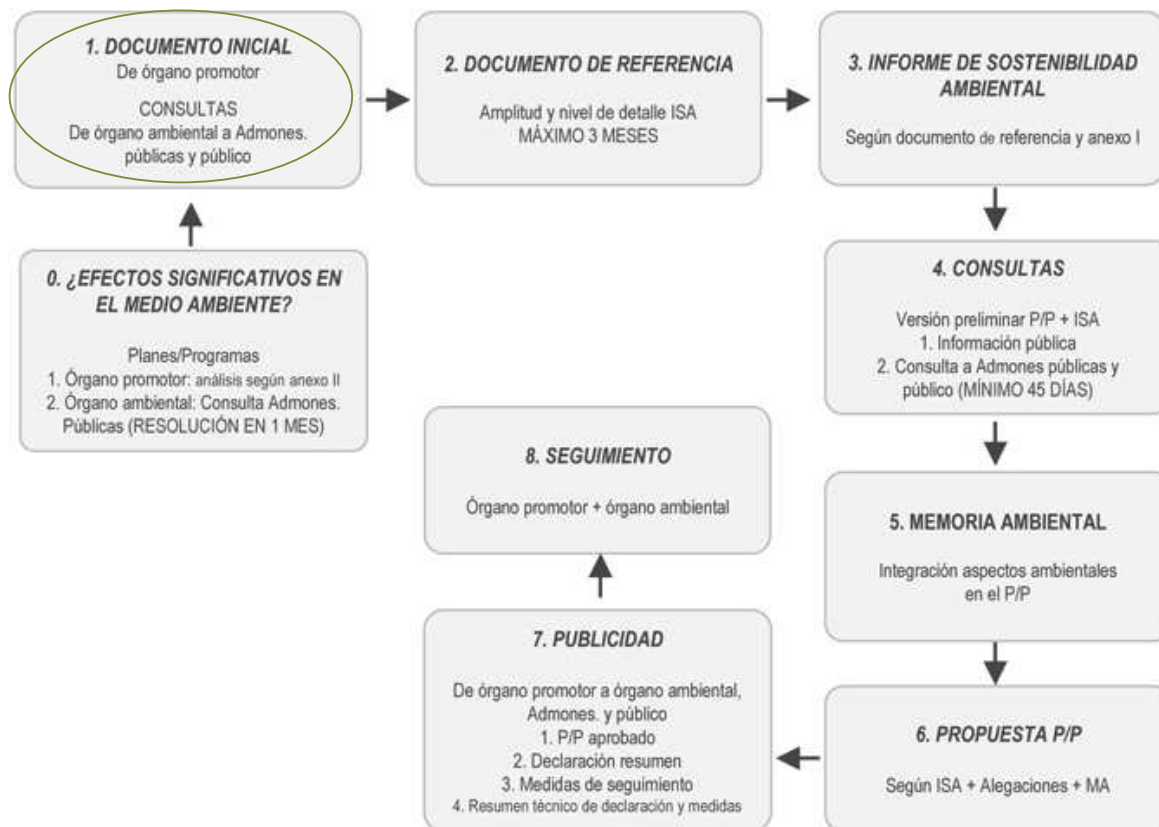 1. DOCUMENTO INICIAL
De órgano promotor
CONSULTAS
De órgano ambiental a Admones.
públicas y público
2. DOCUMENTO DE REFERENCIA
Amplitud y nivel de detalle ISA
MÁXIMO 3 MESES
3. INFORME DE SOSTENIBILIDAD
AMBIENTAL
Según documento de referencia y anexo I
0. ¿EFECTOS SIGNIFICATIVOS EN
EL MEDIO AMBIENTE?
Planes/Programas
1. Órgano promotor: análisis según anexo II
2. Órgano ambiental: Consulta Admones.
Públicas (RESOLUCIÓN EN 1 MES)
4. CONSULTAS
Versión preliminar P/P + ISA
1. Información pública
2. Consulta a Admones públicas y
público (MÍNIMO 45 DÍAS)
8. SEGUIMIENTO
Órgano promotor + órgano ambiental
5. MEMORIA AMBIENTAL
Integración aspectos ambientales
en el P/P
7. PUBLICIDAD
De órgano promotor a órgano ambiental,
Admones. y público
1. P/P aprobado
2. Declaración resumen
3. Medidas de seguimiento
4. Resumen técnico de declaración y medidas
6. PROPUESTA P/P
Según ISA + Alegaciones + MA